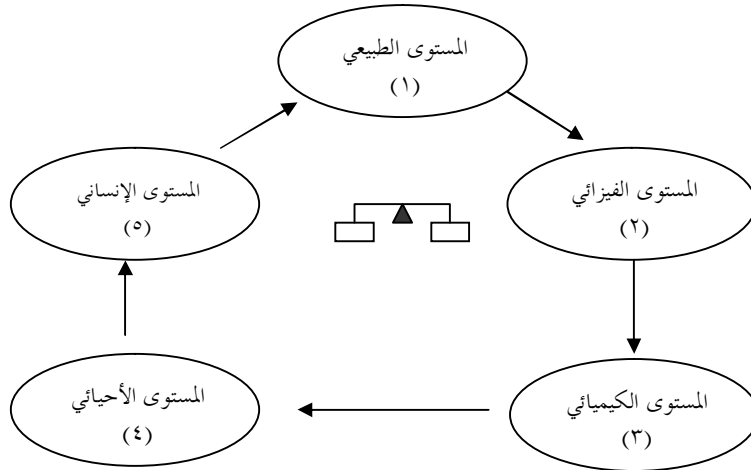 المستوى الطبيعي
(١)
المستوى الفيزائي
(٢)
المستوى الكيميائي
(٣)
المستوى الأحيائي
(٤)
المستوى الإنساني
(٥)